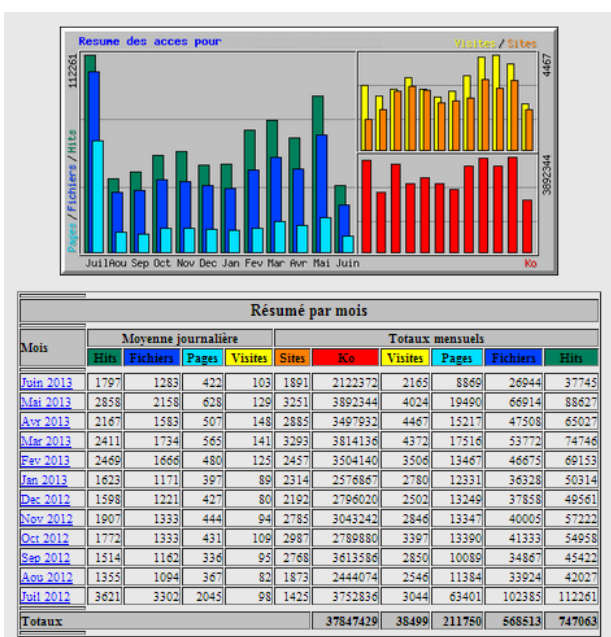 Resume des acces pour
Visites / Sites
112261
4467
Pages / Fichiers / Hits
3892344
Juil Aou Sep Oct Nov Dec Jan Fev Mar Avr Mai Juin
Ko
Résumé par mois
Mois Moyenne journalière Totaux mensuels
Hits Fichiers Pages Visites Sites Ko Visites Pages Fichiers Hits
Juin 2013 1797 1283 422 103 1891 2122372 2165 8869 26944 37745
Mai 2013 2858 2158 628 129 3251 3892344 4024 19490 66914 88627
Avr 2013 2167 1583 507 148 2885 3497932 4467 15217 47508 65027
Mar 2013 2411 1734 565 141 3293 3814136 4372 17516 53772 74746
Fev 2013 2469 1666 480 125 2457 3504140 3506 13467 46675 69153
Jan 2013 1623 1171 397 89 2314 2576867 2780 12331 36328 50314
Dec 2012 1598 1221 427 80 2192 2796020 2502 13249 37858 49561
Nov 2012 1907 1333 444 94 2785 3043242 2846 13347 40005 57222
Oct 2012 1772 1333 431 109 2987 2789880 3397 13390 41333 54958
Sep 2012 1514 1162 336 95 2768 3613586 2850 10089 34867 45422
Aou 2012 1355 1094 367 82 1873 2444074 2546 11384 33924 42027
Juil 2012 3621 3302 2045 98 1425 3752836 3044 63401 102385 112261
Totaux 37847429 38499 211750 568513 747063